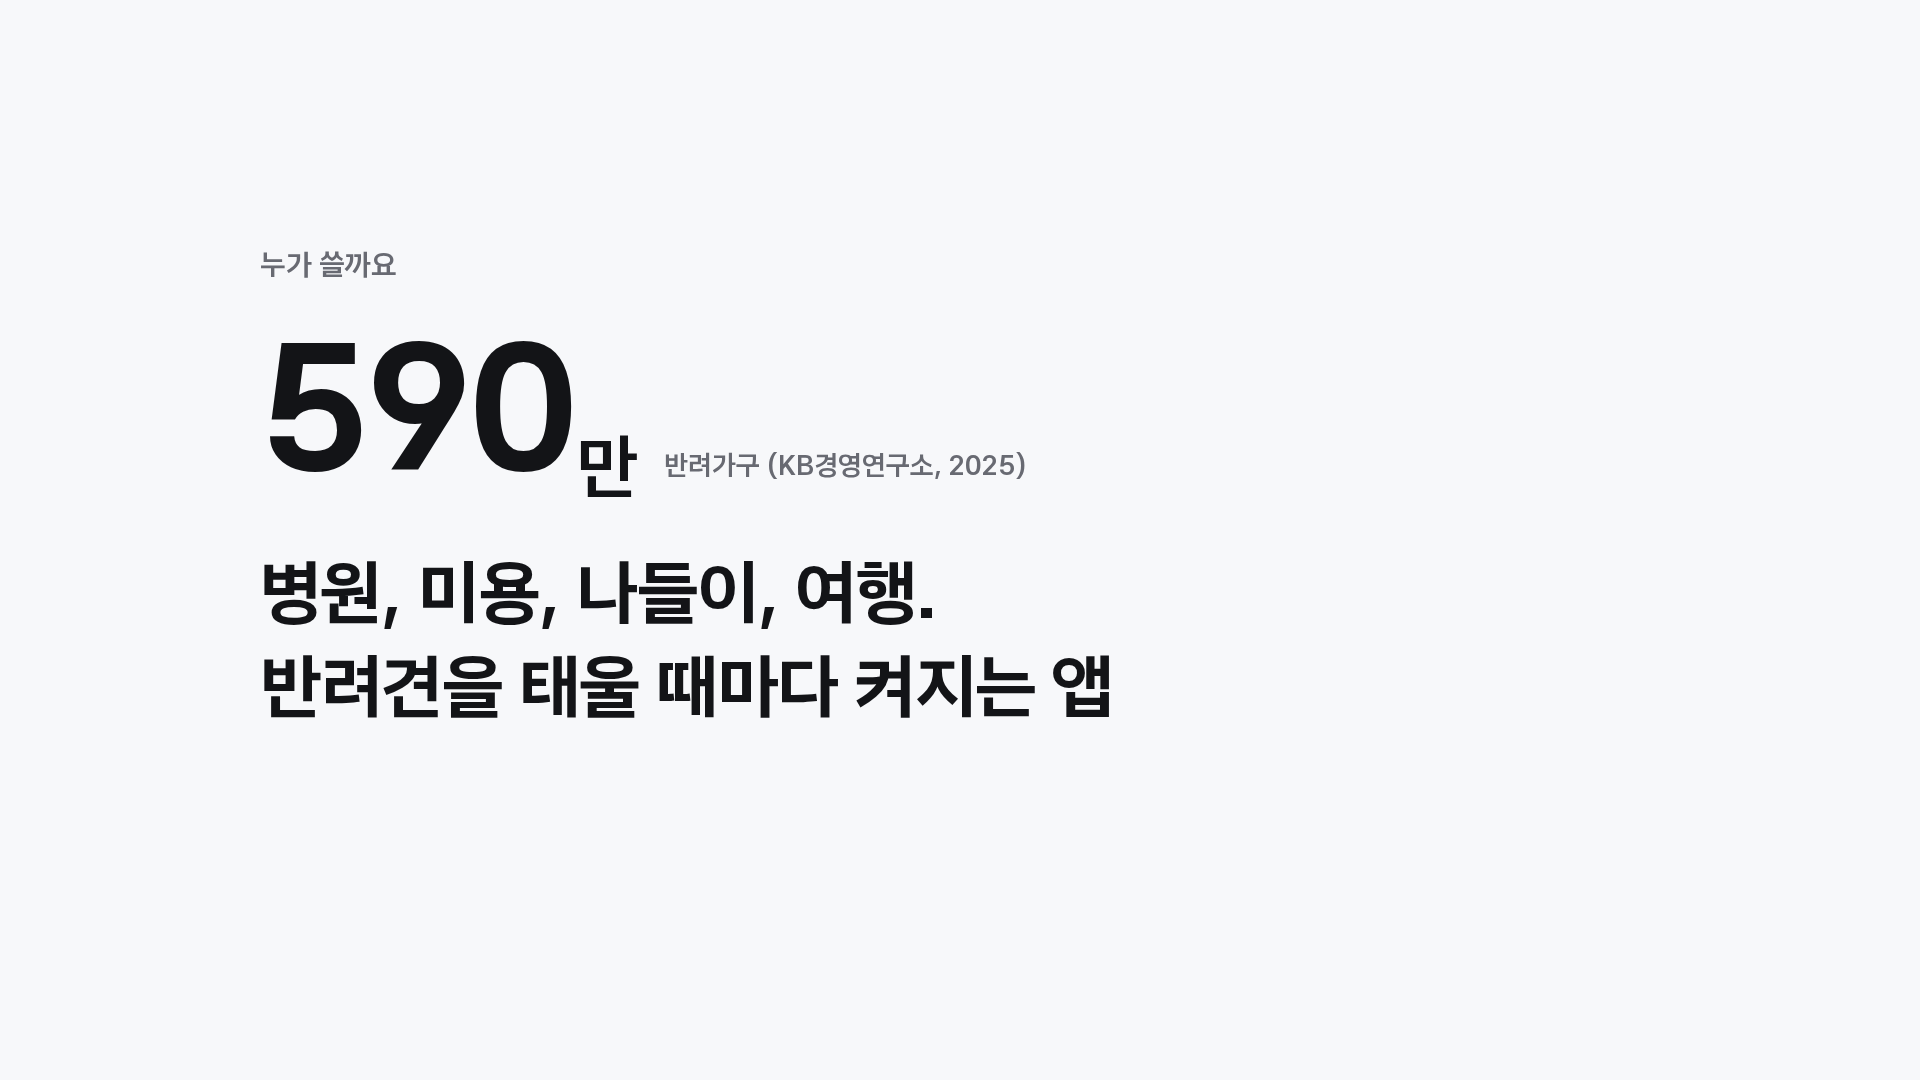 누가 쓸까요
590만 반려가구 (KB경영연구소, 2025)
병원, 미용, 나들이, 여행.
반려견을 태울 때마다 켜지는 앱